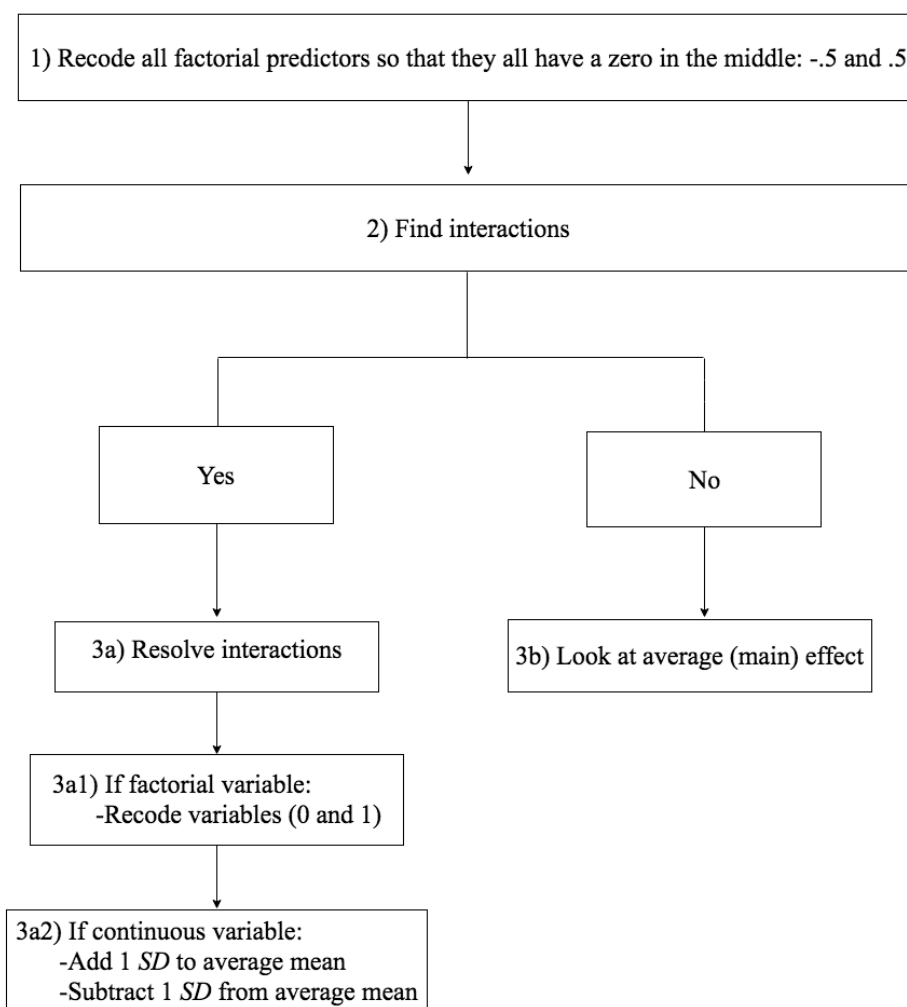 1) Recode all factorial predictors so that they all have a zero in the middle: -.5 and .5
2) Find interactions
Yes
No
3a) Resolve interactions
3b) Look at average (main) effect
3a1) If factorial variable:
-Recode variables (0 and 1)
3a2) If continuous variable:
-Add 1 SD to average mean
-Subtract 1 SD from average mean